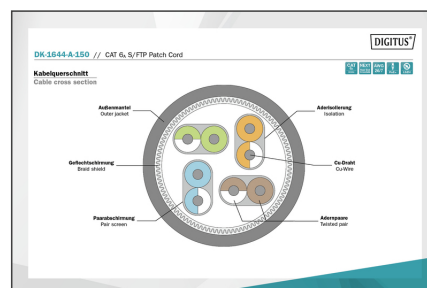 DIGITUS®
DK-1644-A-150 // CAT 6A S/FTP Patch Cord
Kabelquerschnitt
Cable cross section
Außenmantel
Outer jacket
Aderisolierung
Isolation
Geflechtschirmung
Braid shield
Cu-Draht
Cu-Wire
Paarabschirmung
Pair screen
Aderepaare
Twisted pair